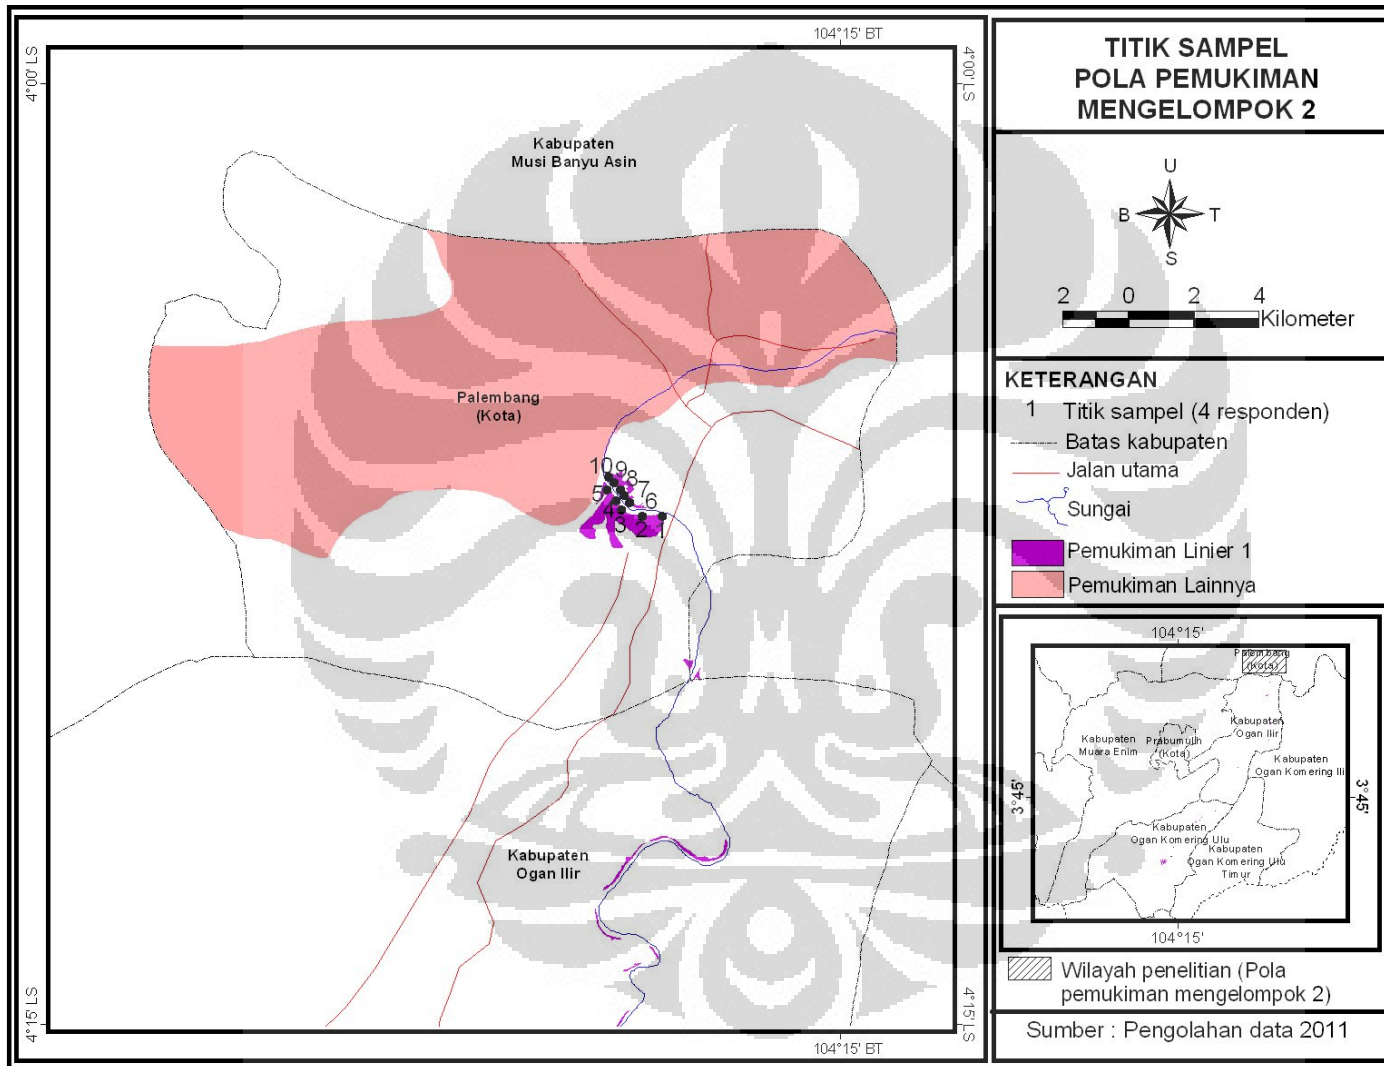 104°15' BT
4°00' LS
4°00' LS
Kabupaten
Musi Banyu Asin
Palembang
(Kota)
10
9
8
7
6
5
4
3
2
1
Kabupaten
Ogan Ilir
4°15' LS
4°15' LS
104°15' BT
TITIK SAMPEL
POLA PEMUKIMAN
MENGELOMPOK 2
U
B
T
S
2 0 2 4
Kilometer
KETERANGAN
1 Titik sampel (4 responden)
Batas kabupaten
Jalan utama
Sungai
Pemukiman Linier 1
Pemukiman Lainnya
104°15'
Palembang
(Kota)
Kabupaten
Ogan Ilir
Kabupaten
Muara Enim
Prabumulih
(Kota)
Kabupaten
Ogan Komering Ili
3°45'
3°45'
Kabupaten
Ogan Komering Ulu
Kabupaten
Ogan Komering Ulu
Timur
104°15'
Wilayah penelitian (Pola
pemukiman mengelompok 2)
Sumber : Pengolahan data 2011